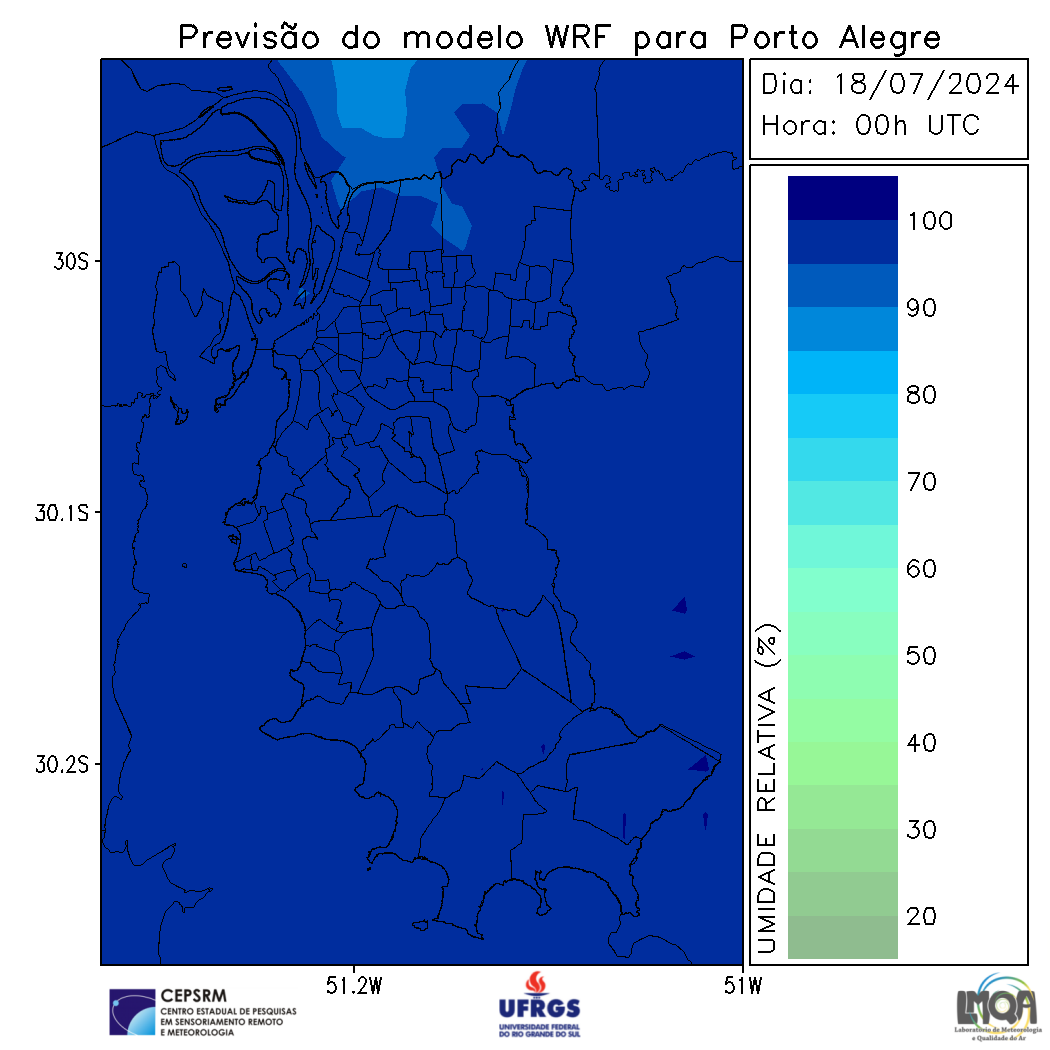 Previsão do modelo WRF para Porto Alegre
Dia: 18/07/2024
Hora: 00h UTC
100
90
80
70
60
50
40
30
20
UMIDADE RELATIVA (%)
30S
30.1S
30.2S
51.2W
51W
CEPSRM
CENTRO ESTADUAL DE PESQUISAS
EM SENSORIAMENTO REMOTO
E METEOROLOGIA
UFRGS
UNIVERSIDADE FEDERAL
DO RIO GRANDE DO SUL
LMQA
Laboratório de Meteorologia
e Qualidade do Ar